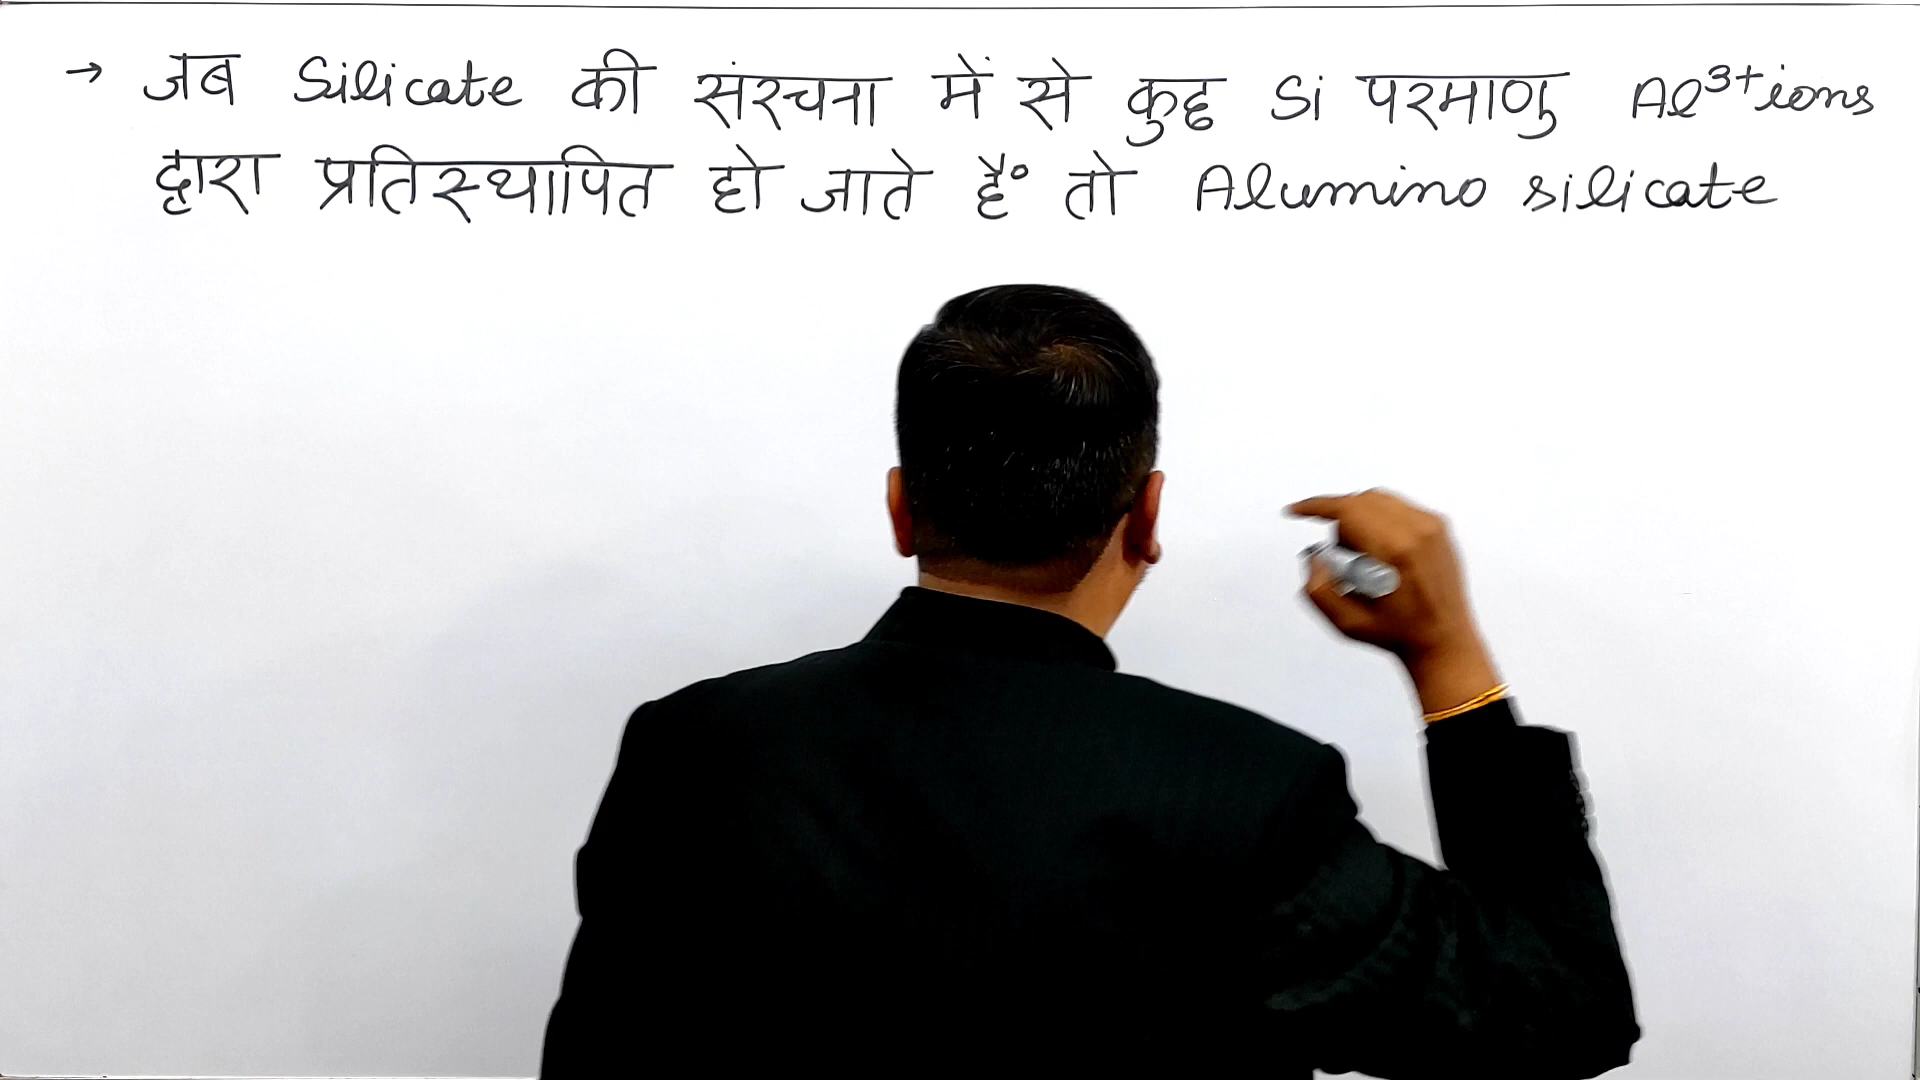 → जब Silicate की संरचना में से कुछ Si परमाणु Al³⁺ions
द्वारा प्रतिस्थापित हो जाते हैं तो Alumino silicate